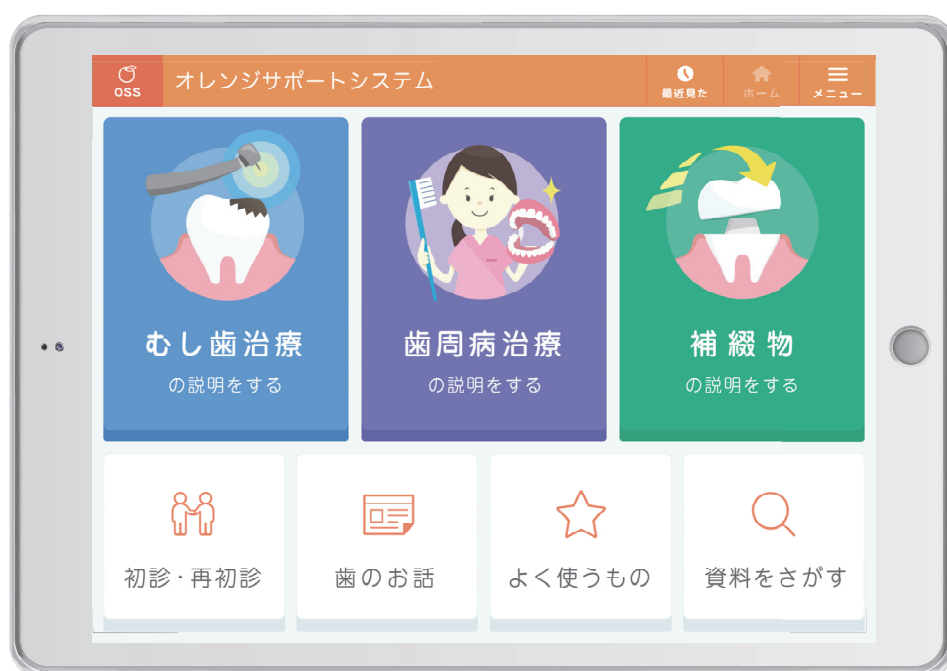 OSS
オレンジサポートシステム
最近見た
ホーム
メニュー
むし歯治療
の説明をする
歯周病治療
の説明をする
補綴物
の説明をする
初診・再初診
歯のお話
よく使うもの
資料をさがす